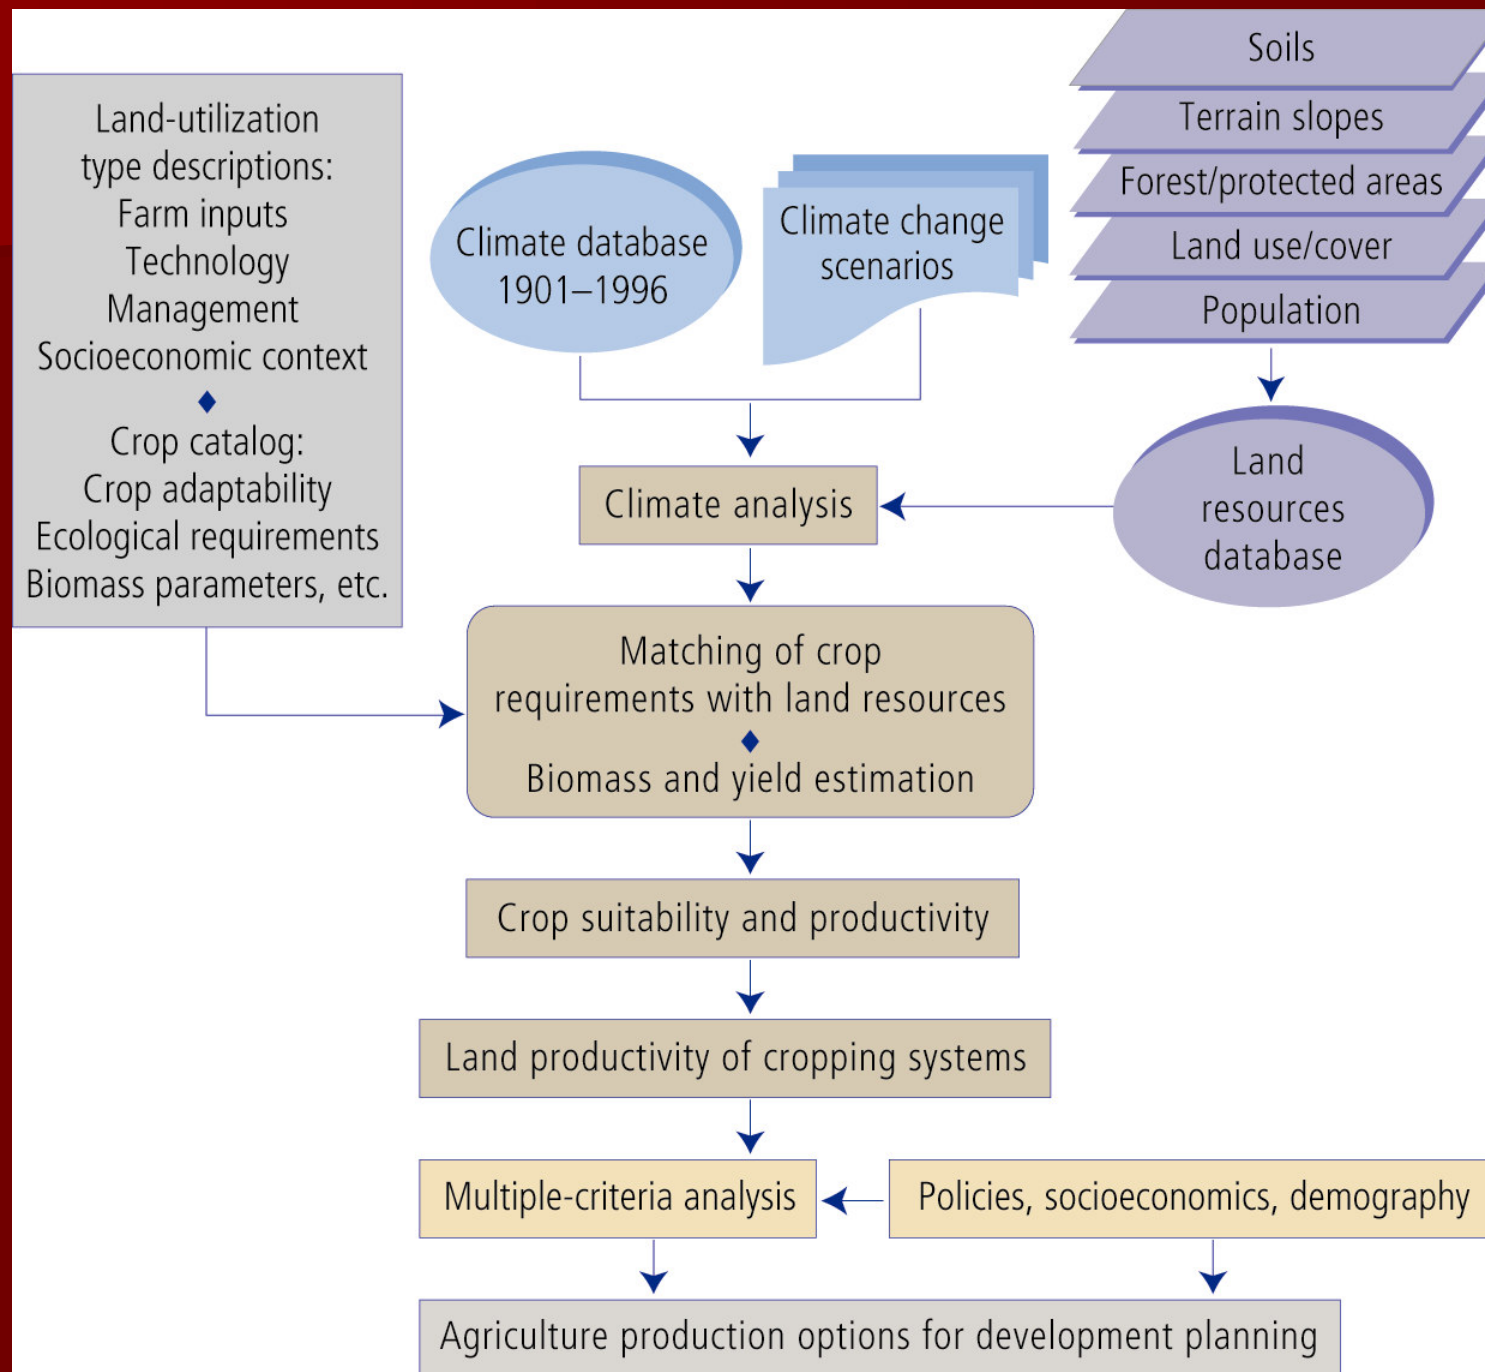 Land-utilization
type descriptions:
Farm inputs
Technology
Management
Socioeconomic context
Crop catalog:
Crop adaptability
Ecological requirements
Biomass parameters, etc.
Climate database
1901–1996
Climate change
scenarios
Soils
Terrain slopes
Forest/protected areas
Land use/cover
Population
Land
resources
database
Climate analysis
Matching of crop
requirements with land resources
Biomass and yield estimation
Crop suitability and productivity
Land productivity of cropping systems
Multiple-criteria analysis
Policies, socioeconomics, demography
Agriculture production options for development planning